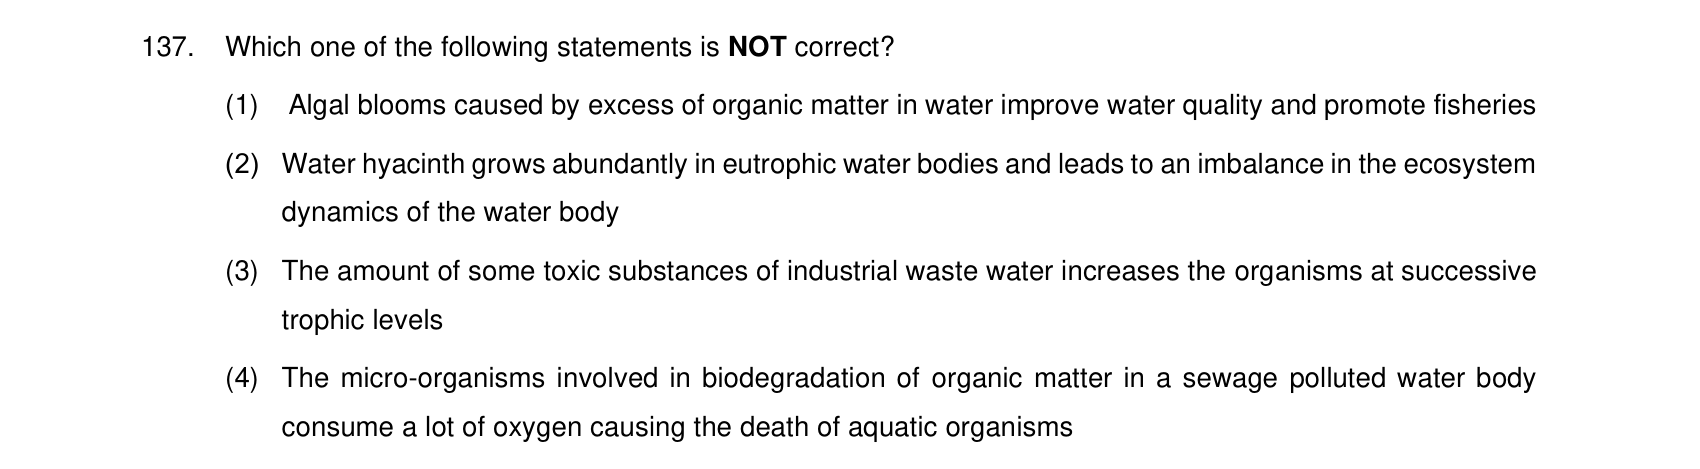 137. Which one of the following statements is NOT correct?
(1) Algal blooms caused by excess of organic matter in water improve water quality and promote fisheries
(2) Water hyacinth grows abundantly in eutrophic water bodies and leads to an imbalance in the ecosystem
dynamics of the water body
(3) The amount of some toxic substances of industrial waste water increases the organisms at successive
trophic levels
(4) The micro-organisms involved in biodegradation of organic matter in a sewage polluted water body
consume a lot of oxygen causing the death of aquatic organisms